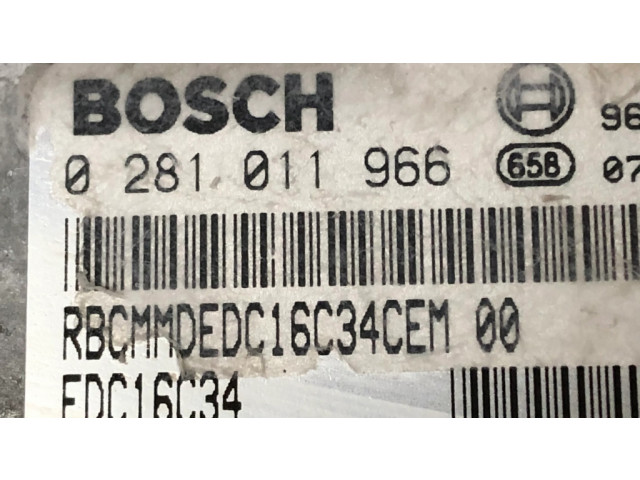 BOSCH
0 281 011 966 658 07
96
RBCMMDEDC16C34CEM 00
EDC16C34